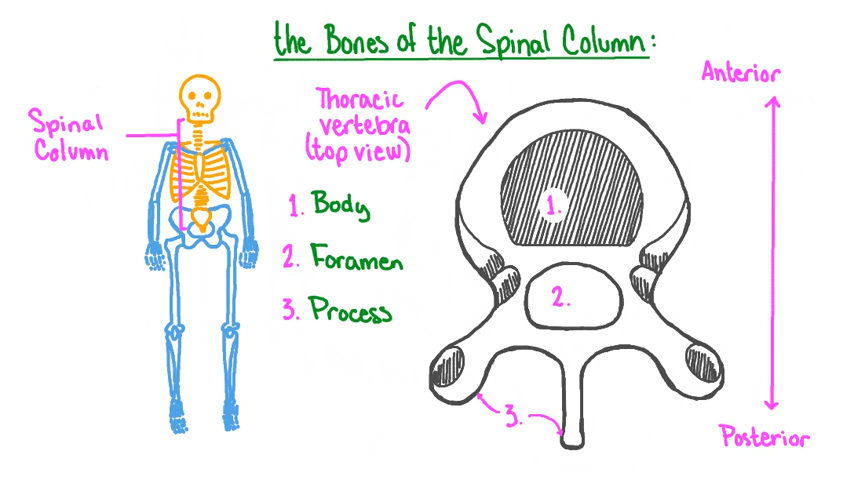 the Bones of the Spinal Column:
Spinal
Column
Thoracic
vertebra
(top view)
1. Body
2. Foramen
3. Process
1.
2.
3.
Anterior
Posterior